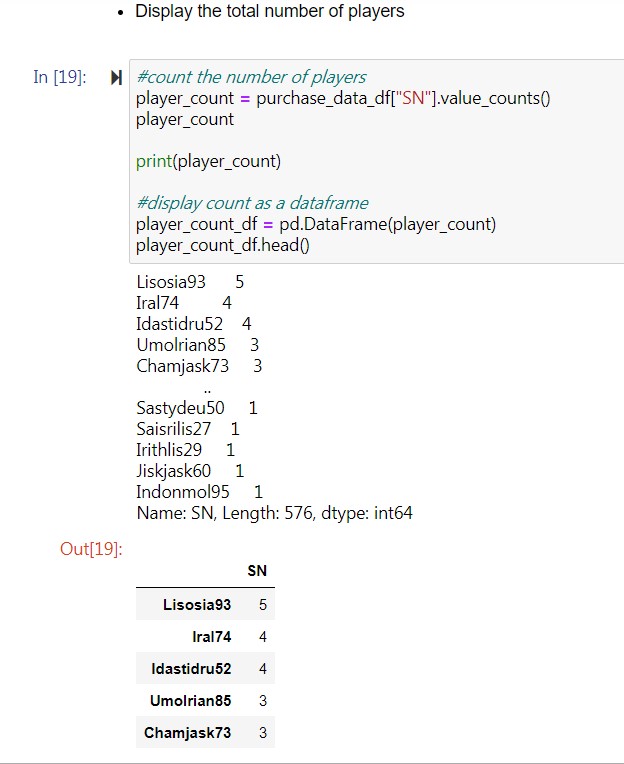 • Display the total number of players
In [19]:
#count the number of players
player_count = purchase_data_df["SN"].value_counts()
player_count
print(player_count)
#display count as a dataframe
player_count_df = pd.DataFrame(player_count)
player_count_df.head()
Lisosia93 5
Iral74 4
Idastidru52 4
Umolrian85 3
Chamjask73 3
..
Sastydeu50 1
Saisrilis27 1
Irithlis29 1
Jiskjask60 1
Indonmol95 1
Name: SN, Length: 576, dtype: int64
Out[19]:
SN
Lisosia93 5
Iral74 4
Idastidru52 4
Umolrian85 3
Chamjask73 3